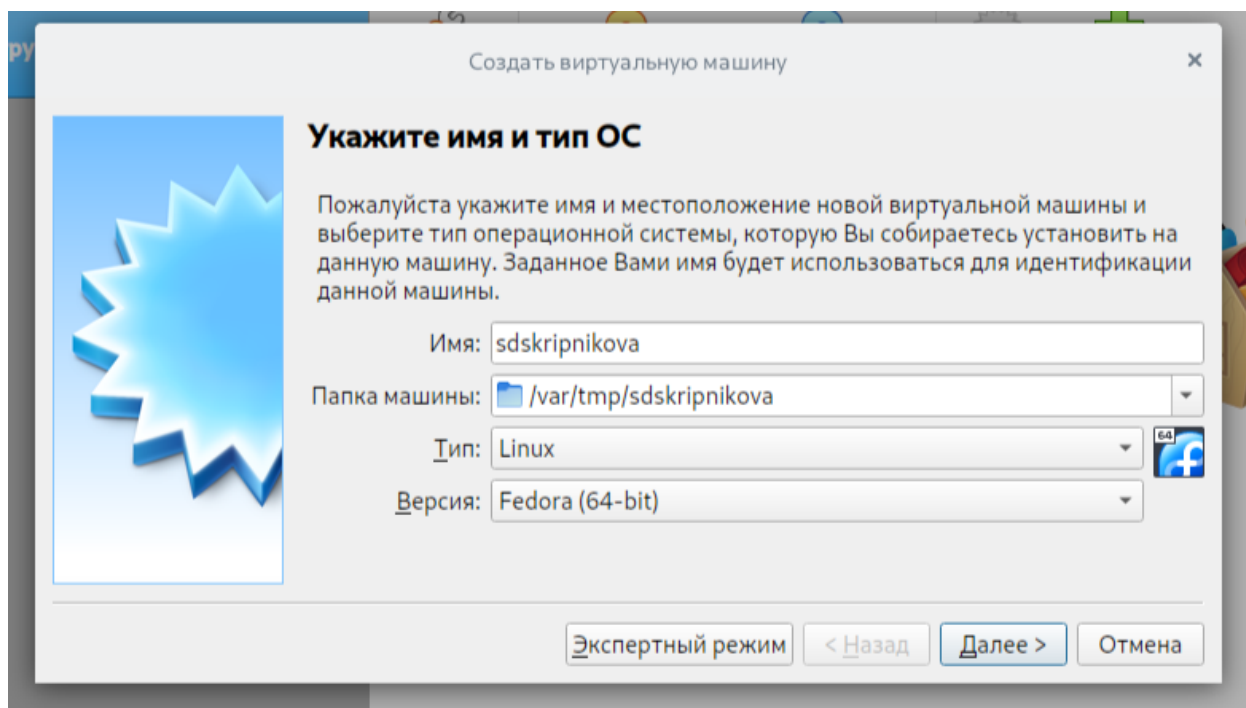 ру
Создать виртуальную машину
Укажите имя и тип ОС
Пожалуйста укажите имя и местоположение новой виртуальной машины и
выберите тип операционной системы, которую Вы собираетесь установить на
данную машину. Заданное Вами имя будет использоваться для идентификации
данной машины.
Имя: sdskripnikova
Папка машины: /var/tmp/sdskripnikova
Тип: Linux
64
Версия: Fedora (64-bit)
Экспертный режим < Назад Далее > Отмена